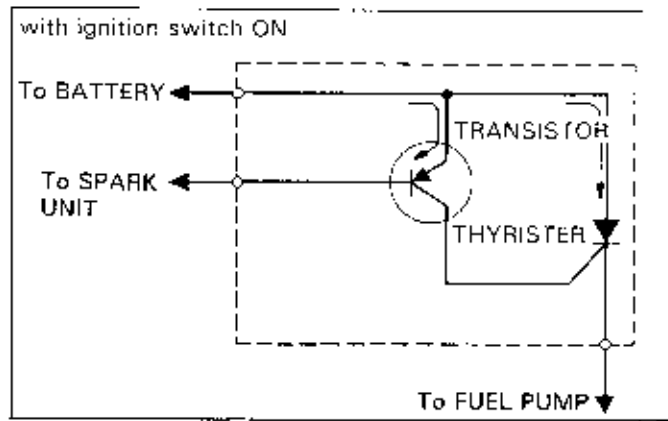 with ignition switch ON
To BATTERY
TRANSISTOR
To SPARK
UNIT
THYRISTER
To FUEL PUMP